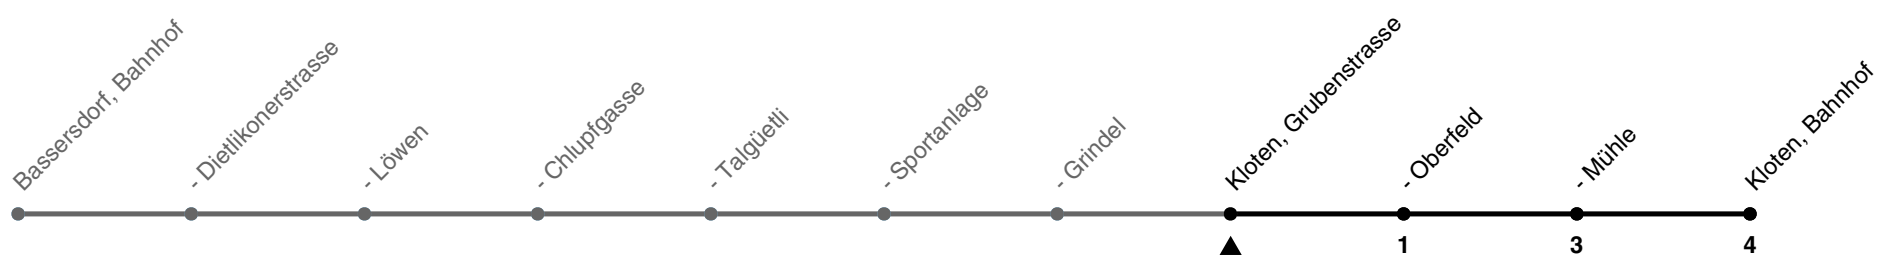 Bassersdorf, Bahnhof
- Dietlikonerstrasse
- Löwen
- Chlupfgasse
- Talgüetli
- Sportanlage
- Grindel
Kloten, Grubenstrasse
- Oberfeld
- Mühle
Kloten, Bahnhof
1
3
4